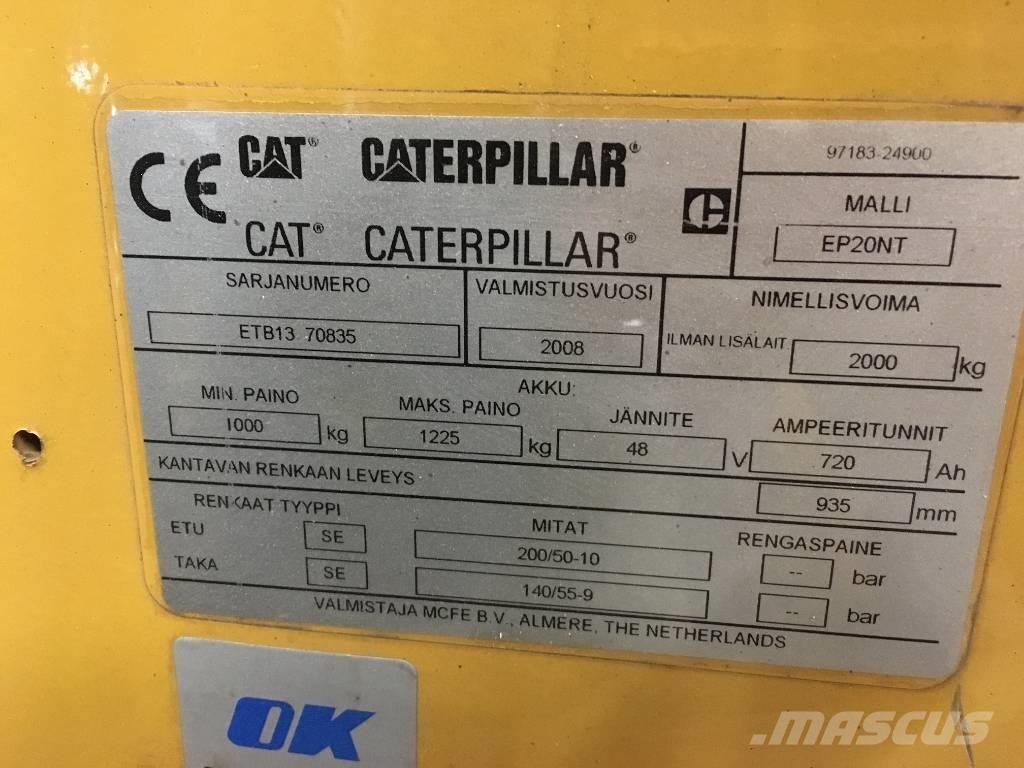 CE CAT® CATERPILLAR®
97183-24900
CAT® CATERPILLAR®
MALLI
EP20NT
SARJANUMERO
ETB13 70835
VALMISTUSVUOSI
2008
NIMELLISVOIMA
ILMAN LISÄLAIT 2000 kg
AKKU:
MIN. PAINO MAKS. PAINO JÄNNITE AMPEERITUNNIT
1000 kg 1225 kg 48 V 720 Ah
KANTAVAN RENKAAN LEVEYS 935 mm
RENKAAT TYYPPI MITAT RENGASPAINE
ETU SE 200/50-10 -- bar
TAKA SE 140/55-9 -- bar
VALMISTAJA MCFE B.V., ALMERE, THE NETHERLANDS
OK
.MASCUS